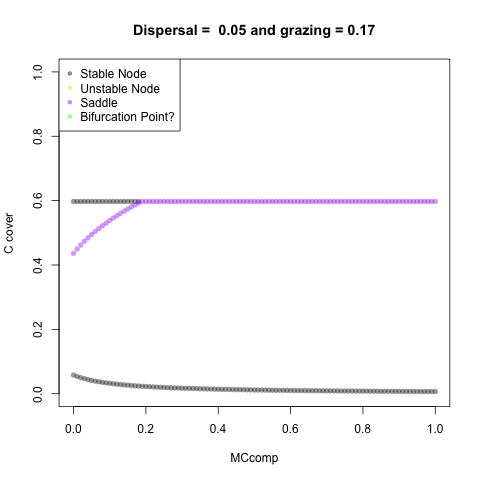 Dispersal =  0.05 and grazing = 0.17
Stable Node
Unstable Node
Saddle
Bifurcation Point?
C cover
1.0
0.8
0.6
0.4
0.2
0.0
0.0 0.2 0.4 0.6 0.8 1.0
MCcomp